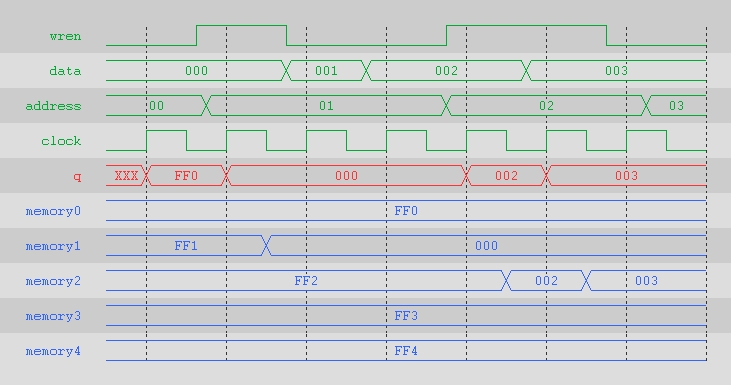 wren
data 000 001 002 003
address 00 01 02 03
clock
q XXX FF0 000 002 003
memory0 FF0
memory1 FF1 000
memory2 FF2 002 003
memory3 FF3
memory4 FF4